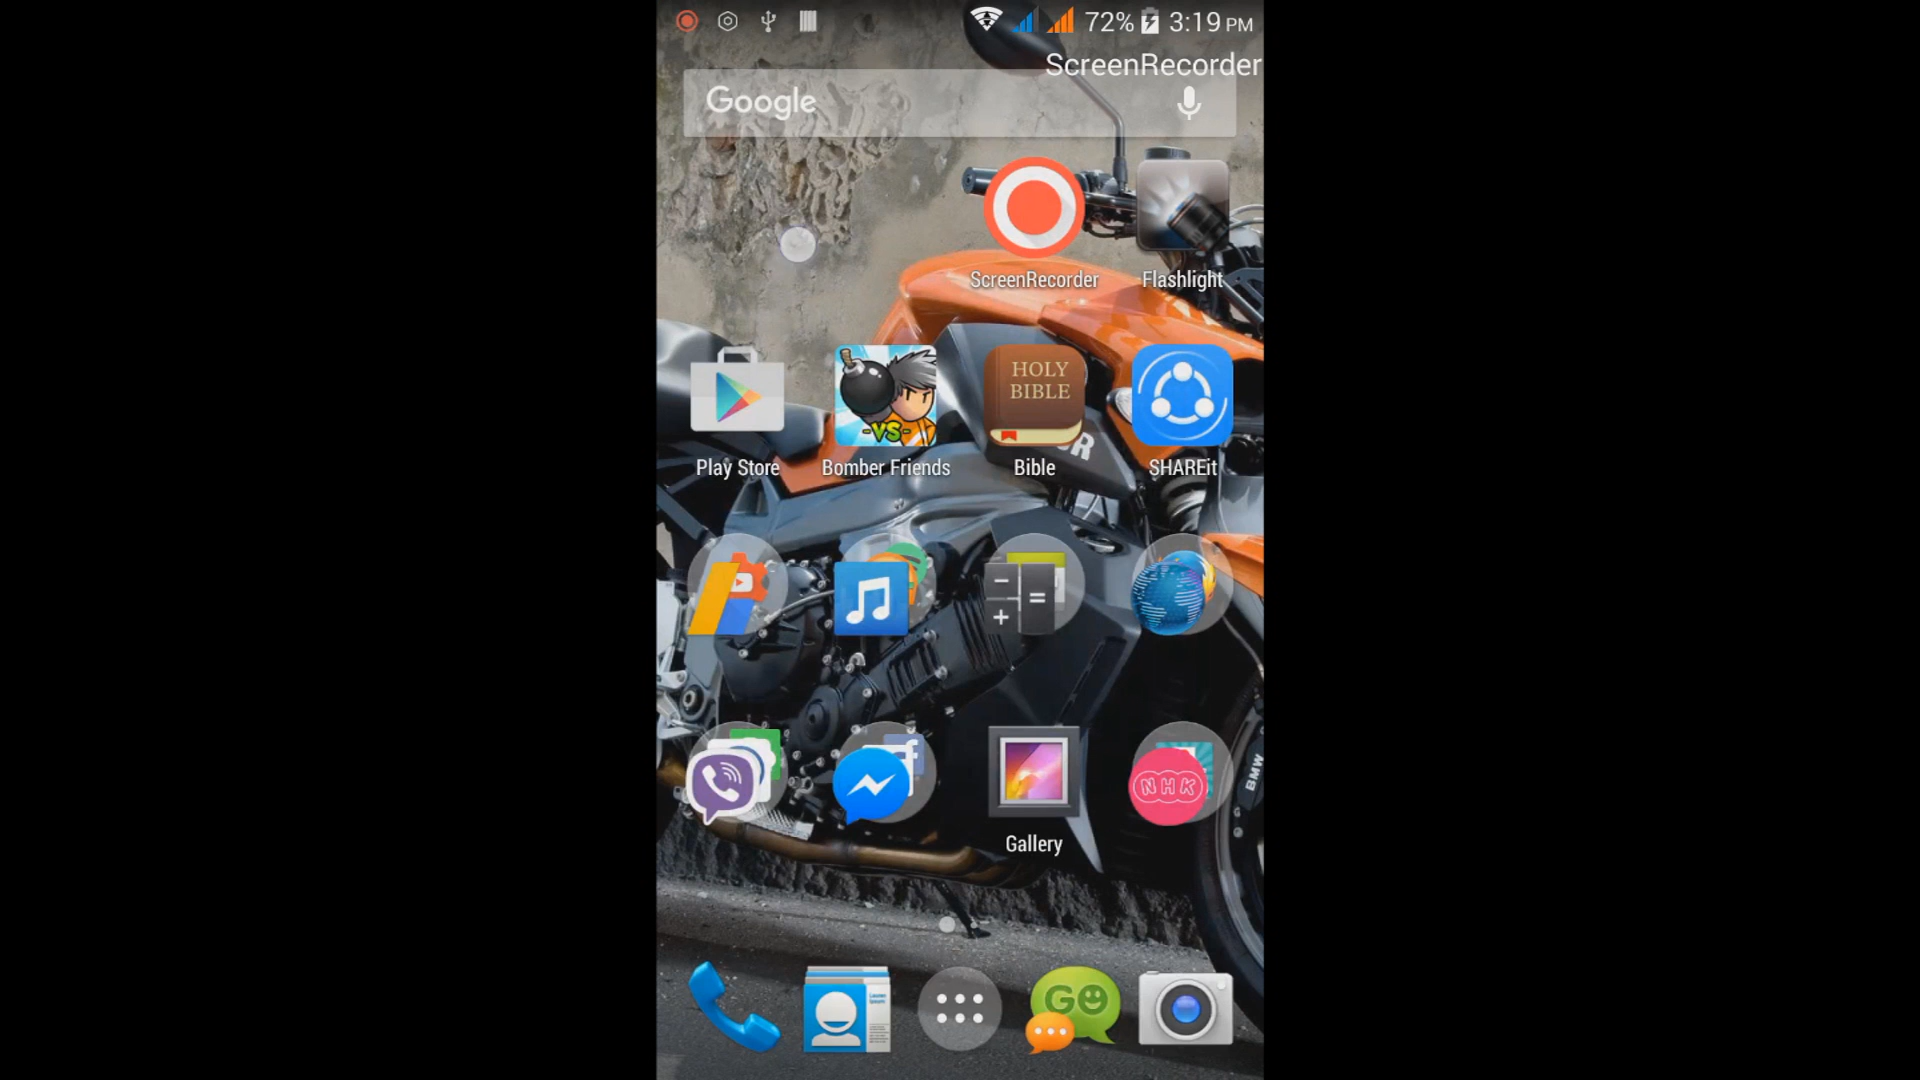 72% 3:19 PM
ScreenRecorder
Google
ScreenRecorder Flashlight
HOLY
BIBLE
-VS-
R
Play Store Bomber Friends Bible SHAREit
NHK
BMW
Gallery
GO